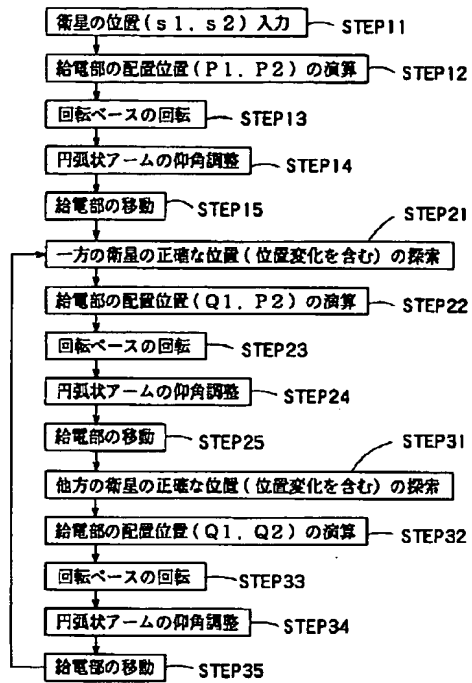 衛星の位置(s1,s2)入力 STEP11
給電部の配置位置(P1,P2)の演算 STEP12
回転ベースの回転 STEP13
円弧状アームの仰角調整 STEP14
給電部の移動 STEP15
一方の衛星の正確な位置(位置変化を含む)の探索 STEP21
給電部の配置位置(Q1,P2)の演算 STEP22
回転ベースの回転 STEP23
円弧状アームの仰角調整 STEP24
給電部の移動 STEP25
他方の衛星の正確な位置(位置変化を含む)の探索 STEP31
給電部の配置位置(Q1,Q2)の演算 STEP32
回転ベースの回転 STEP33
円弧状アームの仰角調整 STEP34
給電部の移動 STEP35